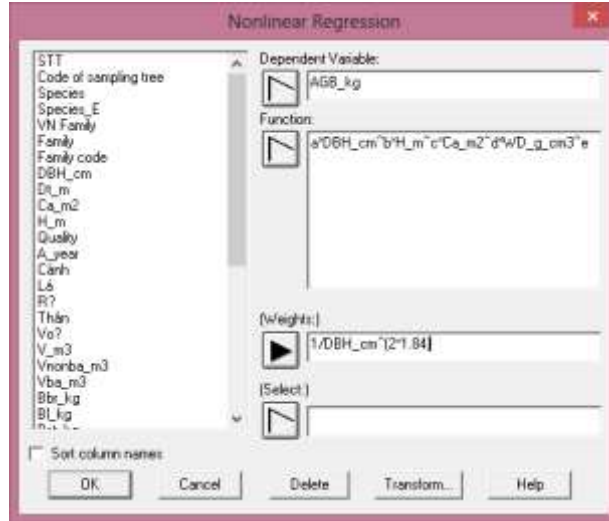 Nonlinear Regression
STT
Code of sampling tree
Species
Species_E
VN Family
Family
Family code
DBH_cm
Dt_m
Ca_m2
H_m
Quality
A_year
Cành
Lá
R?
Thân
Vo?
V_m3
Vnonba_m3
Vba_m3
Bbr_kg
Bl_kg
Sort column names
Dependent Variable:
AGB_kg
Function:
a*DBH_cm^b*H_m^c*Ca_m2^d*WD_g_cm3^e
(Weights:)
1/DBH_cm^(2*1.84)
(Select:)
OK
Cancel
Delete
Transform...
Help